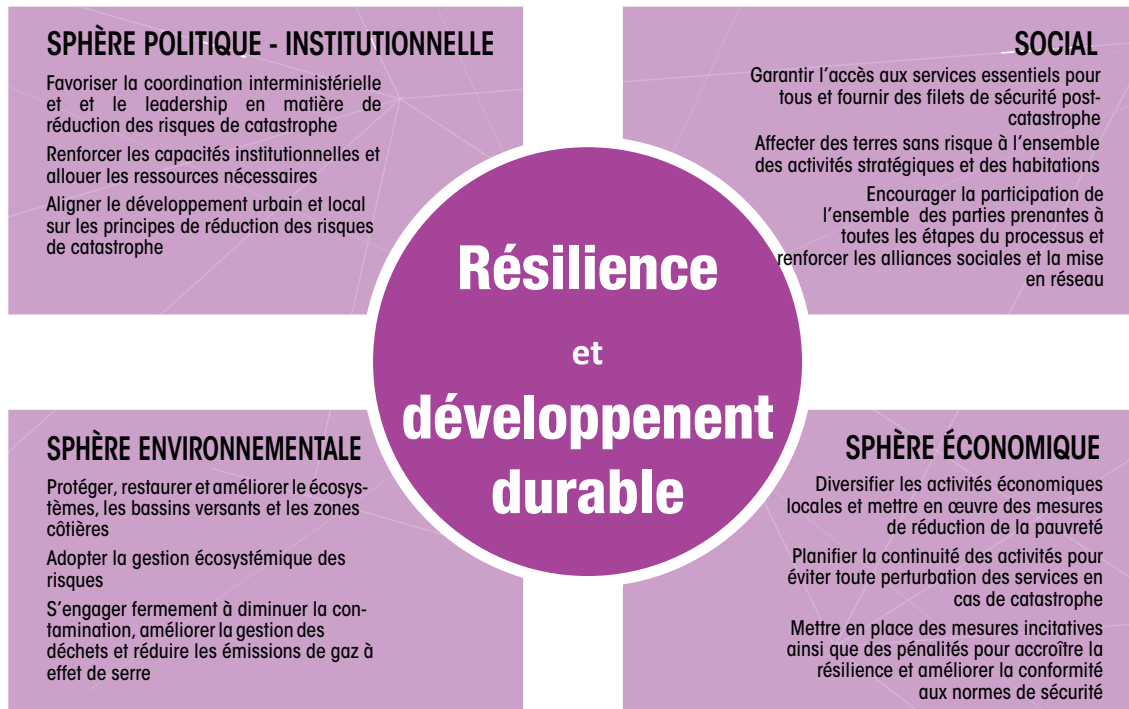 SPHÈRE POLITIQUE - INSTITUTIONNELLE
Favoriser la coordination interministérielle
et et le leadership en matière de
réduction des risques de catastrophe
Renforcer les capacités institutionnelles et
allouer les ressources nécessaires
Aligner le développement urbain et local
sur les principes de réduction des risques
de catastrophe
SOCIAL
Garantir l’accès aux services essentiels pour
tous et fournir des filets de sécurité post-
catastrophe
Affecter des terres sans risque à l’ensemble
des activités stratégiques et des habitations
Encourager la participation de
l’ensemble des parties prenantes à
toutes les étapes du processus et
renforcer les alliances sociales et la mise
en réseau
Résilience
et
développenent
durable
SPHÈRE ENVIRONNEMENTALE
Protéger, restaurer et améliorer le écosys-
tèmes, les bassins versants et les zones
côtières
Adopter la gestion écosystémique des
risques
S’engager fermement à diminuer la con-
tamination, améliorer la gestion des
déchets et réduire les émissions de gaz à
effet de serre
SPHÈRE ÉCONOMIQUE
Diversifier les activités économiques
locales et mettre en œuvre des mesures
de réduction de la pauvreté
Planifier la continuité des activités pour
éviter toute perturbation des services en
cas de catastrophe
Mettre en place des mesures incitatives
ainsi que des pénalités pour accroître la
résilience et améliorer la conformité
aux normes de sécurité